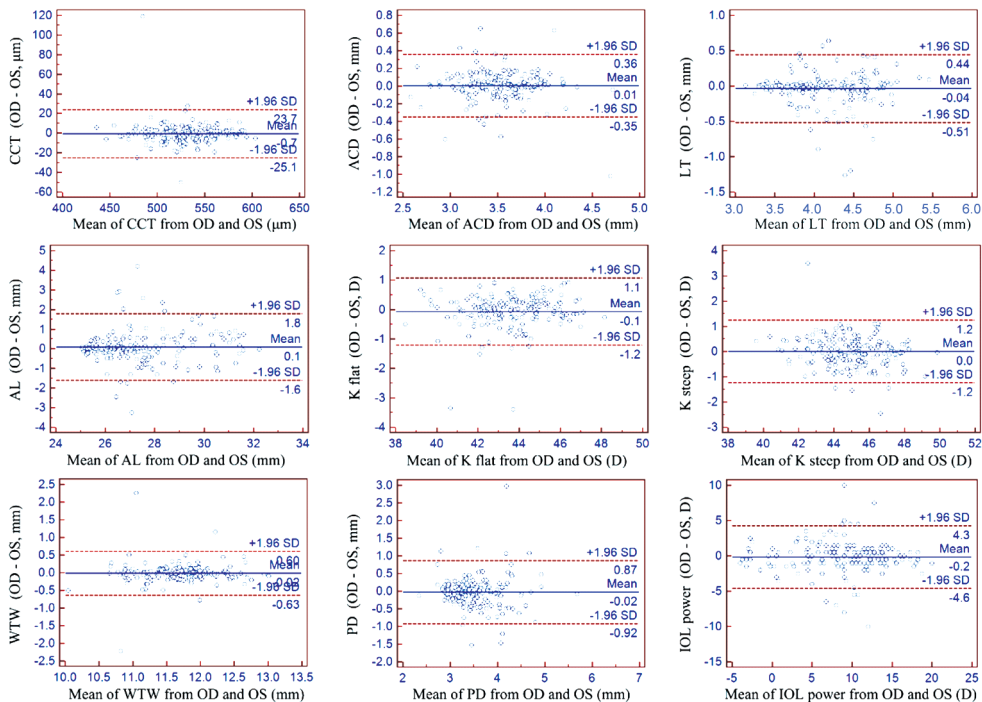 CCT (OD - OS, µm)
120
100
80
60
40
20
0
-20
-40
-60
+1.96 SD
23.7
Mean
-0.7
-1.96 SD
-25.1
400 450 500 550 600 650
Mean of CCT from OD and OS (µm)
ACD (OD - OS, mm)
0.8
0.6
0.4
0.2
0.0
-0.2
-0.4
-0.6
-0.8
-1.0
-1.2
+1.96 SD
0.36
Mean
0.01
-1.96 SD
-0.35
2.5 3.0 3.5 4.0 4.5 5.0
Mean of ACD from OD and OS (mm)
LT (OD - OS, mm)
1.0
0.5
0.0
-0.5
-1.0
-1.5
+1.96 SD
0.44
Mean
-0.04
-1.96 SD
-0.51
3.0 3.5 4.0 4.5 5.0 5.5 6.0
Mean of LT from OD and OS (mm)
AL (OD - OS, mm)
5
4
3
2
1
0
-1
-2
-3
-4
+1.96 SD
1.8
Mean
0.1
-1.96 SD
-1.6
24 26 28 30 32 34
Mean of AL from OD and OS (mm)
K flat (OD - OS, D)
2
1
0
-1
-2
-3
-4
+1.96 SD
1.1
Mean
-0.1
-1.96 SD
-1.2
38 40 42 44 46 48 50
Mean of K flat from OD and OS (D)
K steep (OD - OS, D)
4
3
2
1
0
-1
-2
-3
+1.96 SD
1.2
Mean
0.0
-1.96 SD
-1.2
38 40 42 44 46 48 50 52
Mean of K steep from OD and OS (D)
WTW (OD - OS, mm)
2.5
2.0
1.5
1.0
0.5
0.0
-0.5
-1.0
-1.5
-2.0
-2.5
+1.96 SD
0.60
Mean
-1.96 SD
-0.63
10.0 10.5 11.0 11.5 12.0 12.5 13.0 13.5
Mean of WTW from OD and OS (mm)
PD (OD - OS, mm)
3.0
2.5
2.0
1.5
1.0
0.5
0.0
-0.5
-1.0
-1.5
-2.0
+1.96 SD
0.87
Mean
-0.02
-1.96 SD
-0.92
2 3 4 5 6 7
Mean of PD from OD and OS (mm)
IOL power (OD - OS, D)
10
5
0
-5
-10
-15
+1.96 SD
4.3
Mean
-0.2
-1.96 SD
-4.6
-5 0 5 10 15 20 25
Mean of IOL power from OD and OS (D)